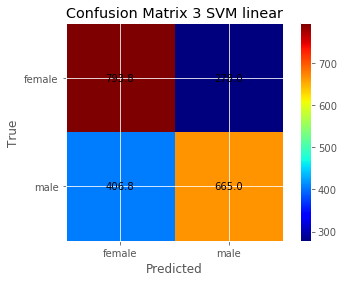 Confusion Matrix 3 SVM linear
female
male
406.8
665.0
female
male
True
Predicted
700
600
500
400
300